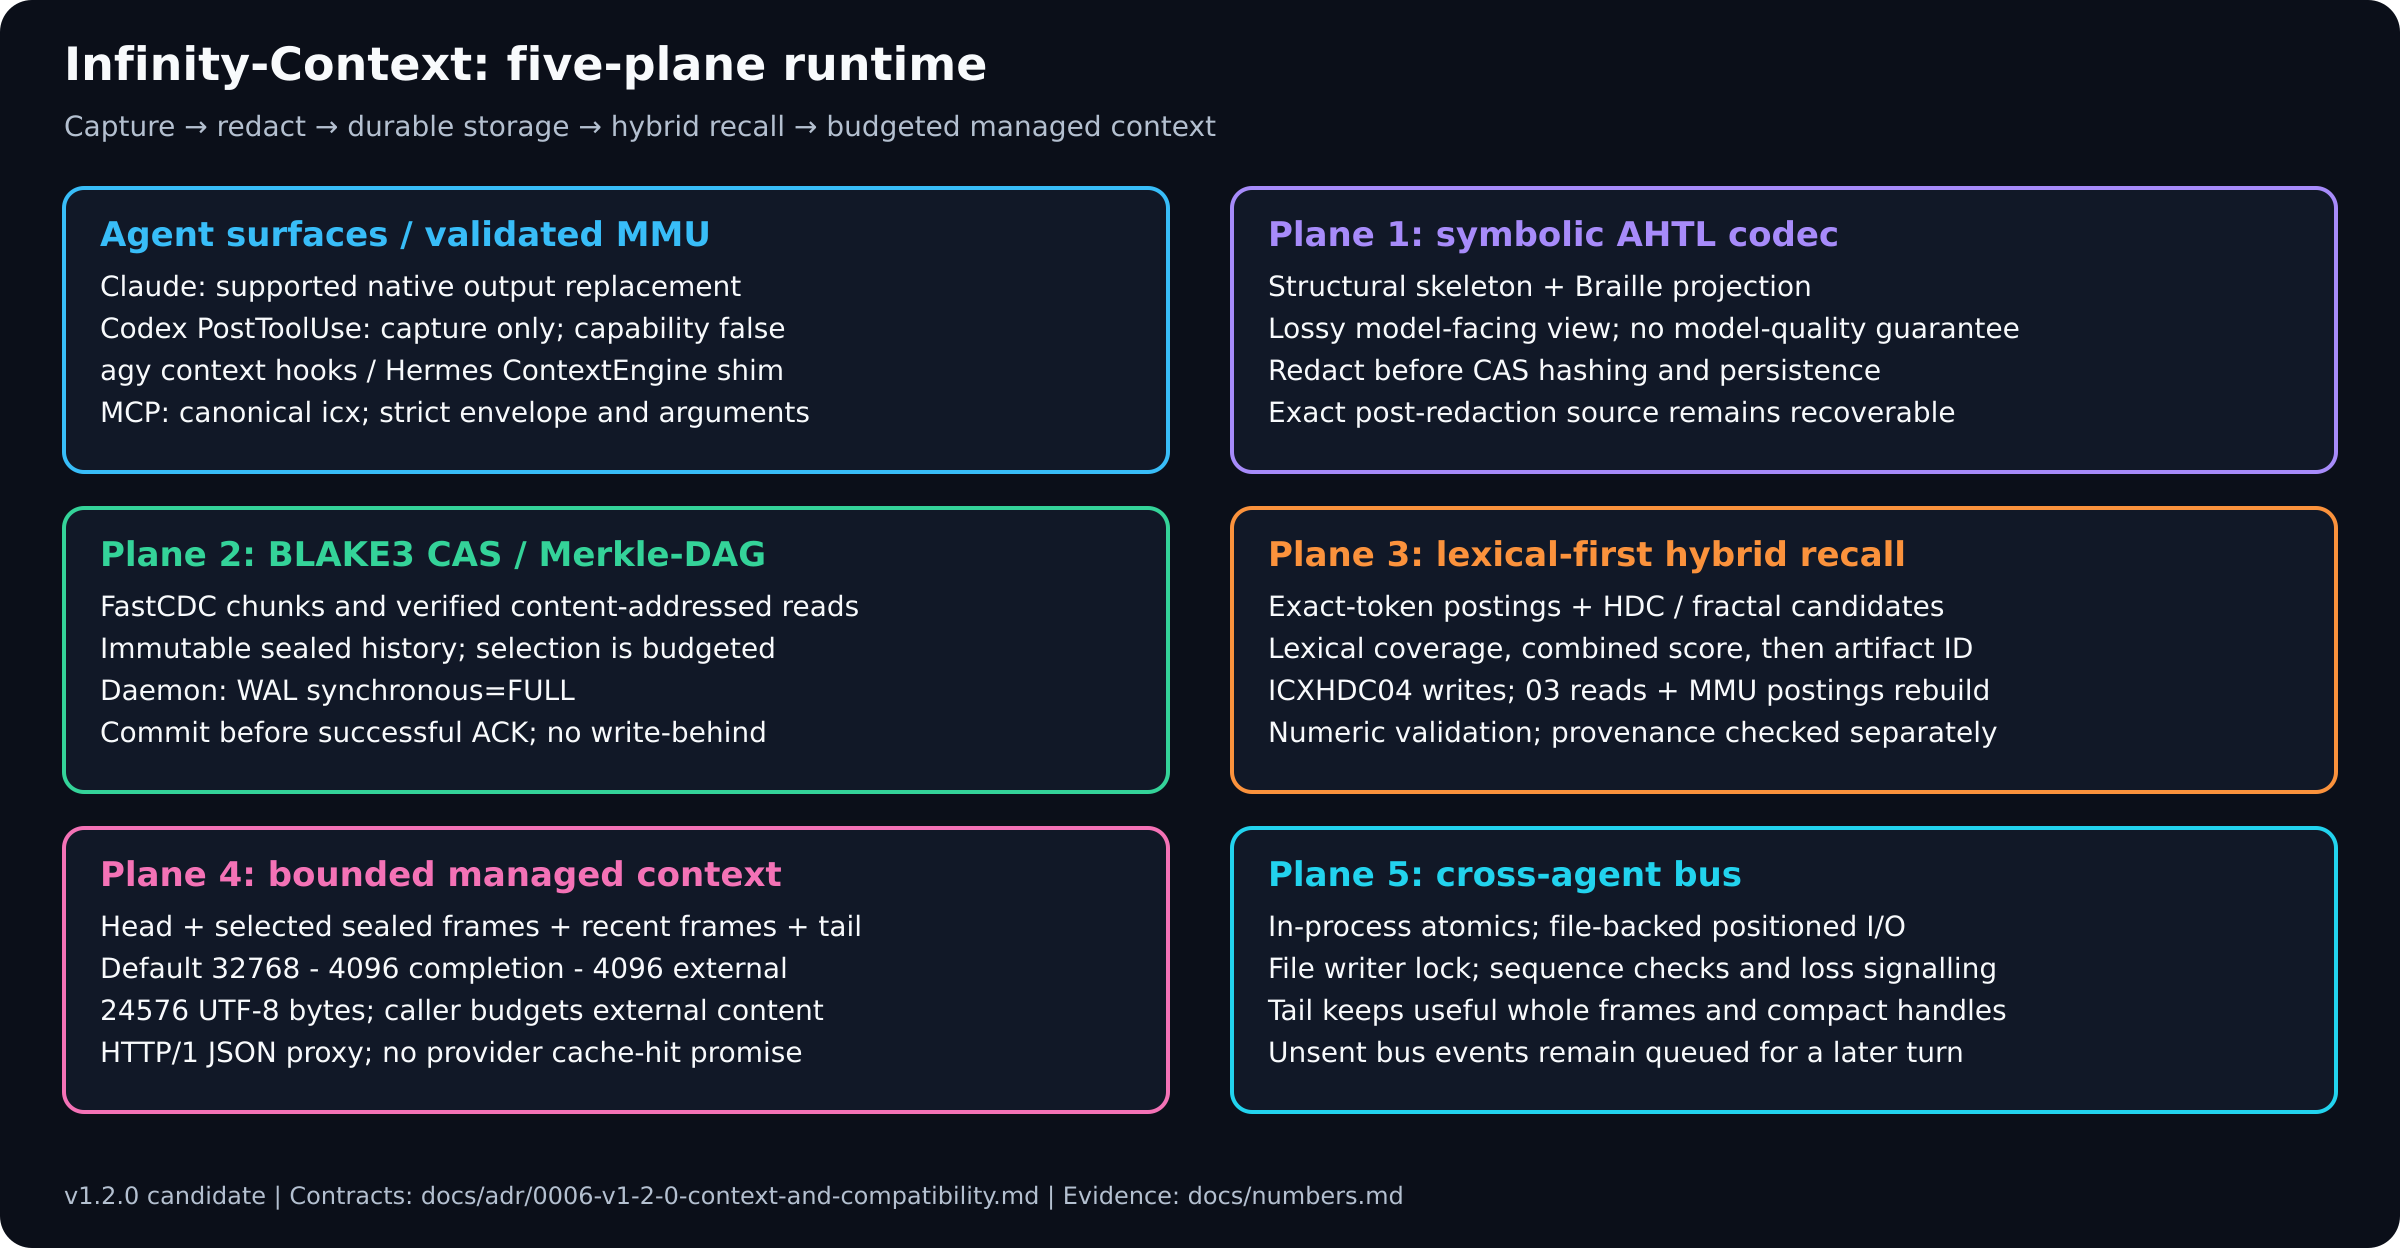 Infinity-Context: five-plane runtime
Capture → redact → durable storage → hybrid recall → budgeted managed context
Agent surfaces / validated MMU
Claude: supported native output replacement
Codex PostToolUse: capture only; capability false
agy context hooks / Hermes ContextEngine shim
MCP: canonical icx; strict envelope and arguments
Plane 1: symbolic AHTL codec
Structural skeleton + Braille projection
Lossy model-facing view; no model-quality guarantee
Redact before CAS hashing and persistence
Exact post-redaction source remains recoverable
Plane 2: BLAKE3 CAS / Merkle-DAG
FastCDC chunks and verified content-addressed reads
Immutable sealed history; selection is budgeted
Daemon: WAL synchronous=FULL
Commit before successful ACK; no write-behind
Plane 3: lexical-first hybrid recall
Exact-token postings + HDC / fractal candidates
Lexical coverage, combined score, then artifact ID
ICXHDC04 writes; 03 reads + MMU postings rebuild
Numeric validation; provenance checked separately
Plane 4: bounded managed context
Head + selected sealed frames + recent frames + tail
Default 32768 - 4096 completion - 4096 external
24576 UTF-8 bytes; caller budgets external content
HTTP/1 JSON proxy; no provider cache-hit promise
Plane 5: cross-agent bus
In-process atomics; file-backed positioned I/O
File writer lock; sequence checks and loss signalling
Tail keeps useful whole frames and compact handles
Unsent bus events remain queued for a later turn
v1.2.0 candidate | Contracts: docs/adr/0006-v1-2-0-context-and-compatibility.md | Evidence: docs/numbers.md